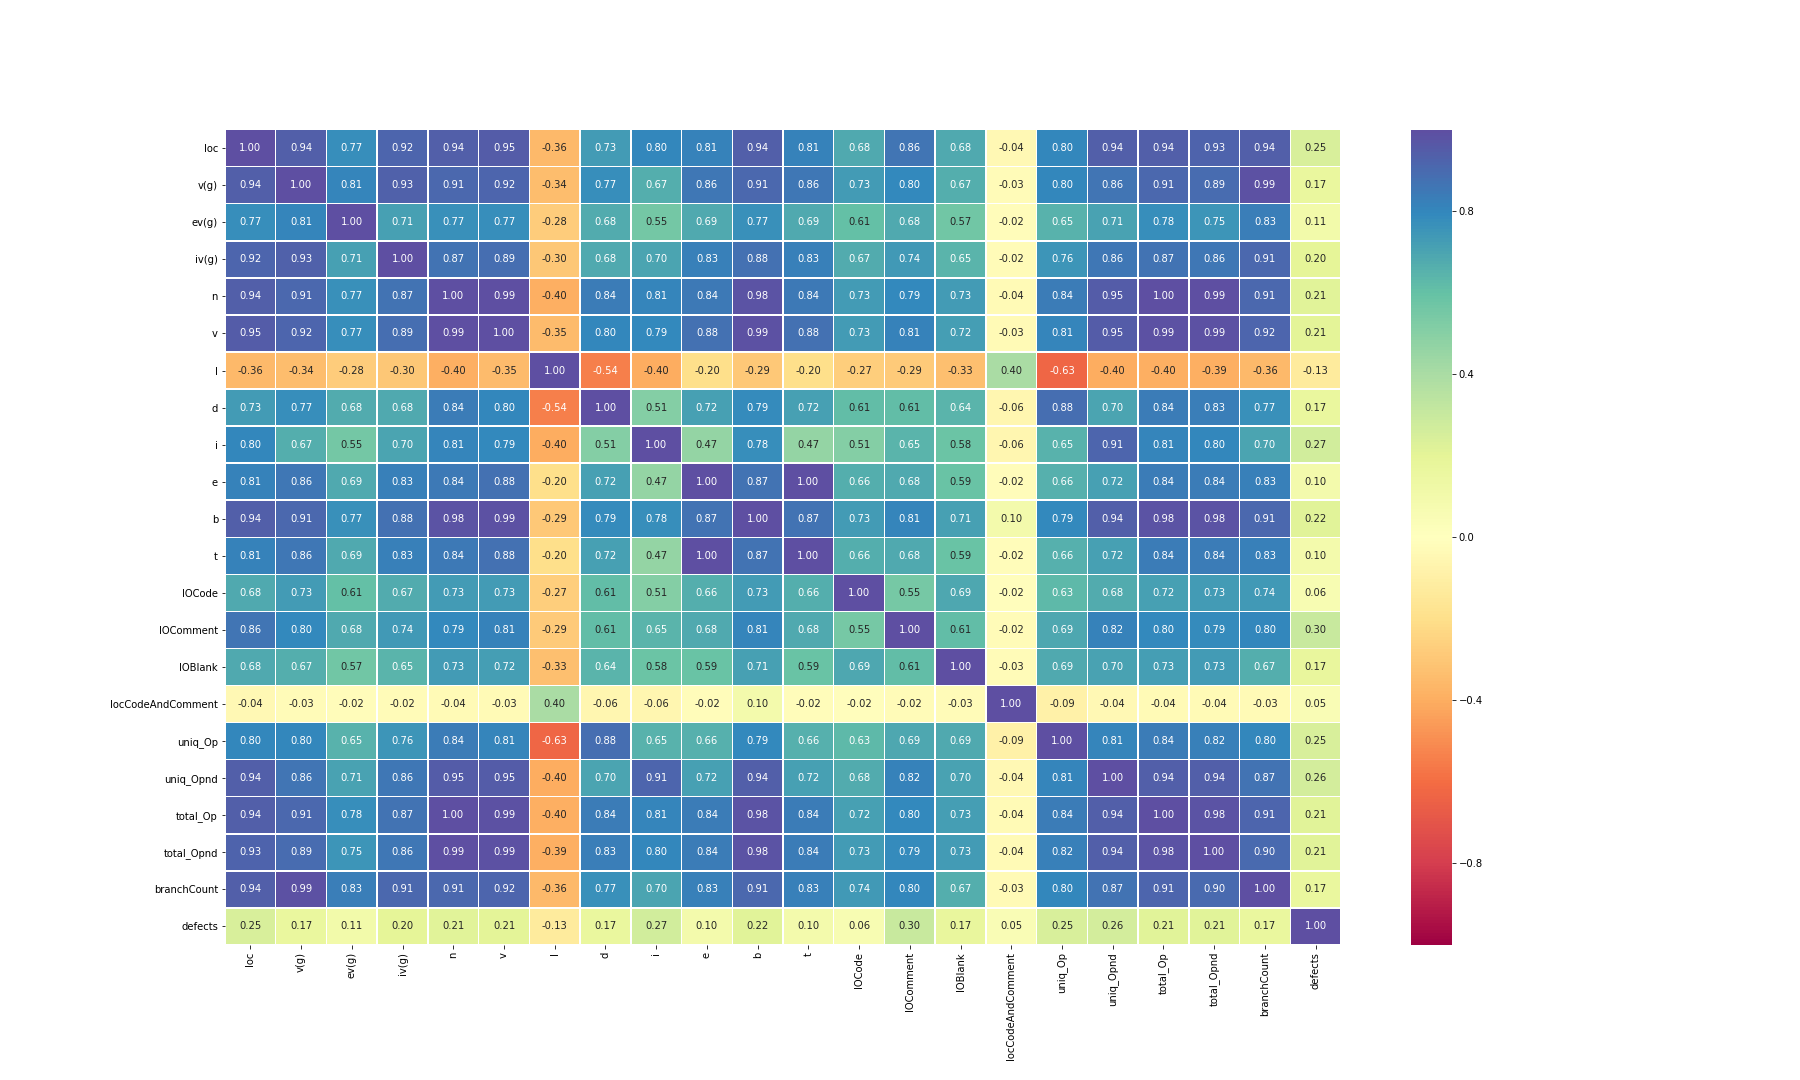 loc 1.00 0.94 0.77 0.92 0.94 0.95 -0.36 0.73 0.80 0.81 0.94 0.81 0.68 0.86 0.68 -0.04 0.80 0.94 0.94 0.93 0.94 0.25
v(g) 0.94 1.00 0.81 0.93 0.91 0.92 -0.34 0.77 0.67 0.86 0.91 0.86 0.73 0.80 0.67 -0.03 0.80 0.86 0.91 0.89 0.99 0.17
ev(g) 0.77 0.81 1.00 0.71 0.77 0.77 -0.28 0.68 0.55 0.69 0.77 0.69 0.61 0.68 0.57 -0.02 0.65 0.71 0.78 0.75 0.83 0.11
iv(g) 0.92 0.93 0.71 1.00 0.87 0.89 -0.30 0.68 0.70 0.83 0.88 0.83 0.67 0.74 0.65 -0.02 0.76 0.86 0.87 0.86 0.91 0.20
n 0.94 0.91 0.77 0.87 1.00 0.99 -0.40 0.84 0.81 0.84 0.98 0.84 0.73 0.79 0.73 -0.04 0.84 0.95 1.00 0.99 0.91 0.21
v 0.95 0.92 0.77 0.89 0.99 1.00 -0.35 0.80 0.79 0.88 0.99 0.88 0.73 0.81 0.72 -0.03 0.81 0.95 0.99 0.99 0.92 0.21
l -0.36 -0.34 -0.28 -0.30 -0.40 -0.35 1.00 -0.54 -0.40 -0.20 -0.29 -0.20 -0.27 -0.29 -0.33 0.40 -0.63 -0.40 -0.40 -0.39 -0.36 -0.13
d 0.73 0.77 0.68 0.68 0.84 0.80 -0.54 1.00 0.51 0.72 0.79 0.72 0.61 0.61 0.64 -0.06 0.88 0.70 0.84 0.83 0.77 0.17
i 0.80 0.67 0.55 0.70 0.81 0.79 -0.40 0.51 1.00 0.47 0.78 0.47 0.51 0.65 0.58 -0.06 0.65 0.91 0.81 0.80 0.70 0.27
e 0.81 0.86 0.69 0.83 0.84 0.88 -0.20 0.72 0.47 1.00 0.87 1.00 0.66 0.68 0.59 -0.02 0.66 0.72 0.84 0.84 0.83 0.10
b 0.94 0.91 0.77 0.88 0.98 0.99 -0.29 0.79 0.78 0.87 1.00 0.87 0.73 0.81 0.71 0.10 0.79 0.94 0.98 0.98 0.91 0.22
t 0.81 0.86 0.69 0.83 0.84 0.88 -0.20 0.72 0.47 1.00 0.87 1.00 0.66 0.68 0.59 -0.02 0.66 0.72 0.84 0.84 0.83 0.10
lOCode 0.68 0.73 0.61 0.67 0.73 0.73 -0.27 0.61 0.51 0.66 0.73 0.66 1.00 0.55 0.69 -0.02 0.63 0.68 0.72 0.73 0.74 0.06
lOComment 0.86 0.80 0.68 0.74 0.79 0.81 -0.29 0.61 0.65 0.68 0.81 0.68 0.55 1.00 0.61 -0.02 0.69 0.82 0.80 0.79 0.80 0.30
lOBlank 0.68 0.67 0.57 0.65 0.73 0.72 -0.33 0.64 0.58 0.59 0.71 0.59 0.69 0.61 1.00 -0.03 0.69 0.70 0.73 0.73 0.67 0.17
locCodeAndComment -0.04 -0.03 -0.02 -0.02 -0.04 -0.03 0.40 -0.06 -0.06 -0.02 0.10 -0.02 -0.02 -0.02 -0.03 1.00 -0.09 -0.04 -0.04 -0.04 -0.03 0.05
uniq_Op 0.80 0.80 0.65 0.76 0.84 0.81 -0.63 0.88 0.65 0.66 0.79 0.66 0.63 0.69 0.69 -0.09 1.00 0.81 0.84 0.82 0.80 0.25
uniq_Opnd 0.94 0.86 0.71 0.86 0.95 0.95 -0.40 0.70 0.91 0.72 0.94 0.72 0.68 0.82 0.70 -0.04 0.81 1.00 0.94 0.94 0.87 0.26
total_Op 0.94 0.91 0.78 0.87 1.00 0.99 -0.40 0.84 0.81 0.84 0.98 0.84 0.72 0.80 0.73 -0.04 0.84 0.94 1.00 0.98 0.91 0.21
total_Opnd 0.93 0.89 0.75 0.86 0.99 0.99 -0.39 0.83 0.80 0.84 0.98 0.84 0.73 0.79 0.73 -0.04 0.82 0.94 0.98 1.00 0.90 0.21
branchCount 0.94 0.99 0.83 0.91 0.91 0.92 -0.36 0.77 0.70 0.83 0.91 0.83 0.74 0.80 0.67 -0.03 0.80 0.87 0.91 0.90 1.00 0.17
defects 0.25 0.17 0.11 0.20 0.21 0.21 -0.13 0.17 0.27 0.10 0.22 0.10 0.06 0.30 0.17 0.05 0.25 0.26 0.21 0.21 0.17 1.00
loc v(g) ev(g) iv(g) n v l d i e b t lOCode lOComment lOBlank locCodeAndComment uniq_Op uniq_Opnd total_Op total_Opnd branchCount defects
0.8
0.4
0.0
−0.4
−0.8